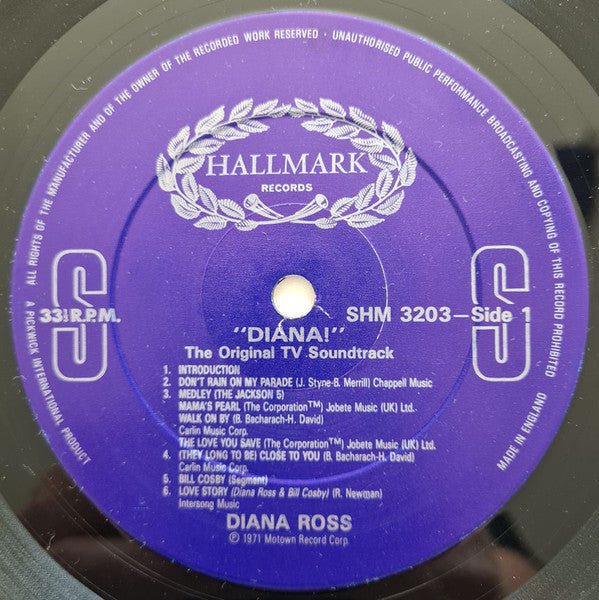 ALL RIGHTS OF THE MANUFACTURER AND OF THE OWNER OF THE RECORDED WORK RESERVED · UNAUTHORISED PUBLIC PERFORMANCE BROADCASTING AND COPYING OF THIS RECORD PROHIBITED
HALLMARK
RECORDS
S
S
33⅓ R.P.M.
SHM 3203—Side 1
"DIANA!"
The Original TV Soundtrack
1. INTRODUCTION
2. DON'T RAIN ON MY PARADE (J. Styne-B. Merrill) Chappell Music
3. MEDLEY (THE JACKSON 5)
MAMA'S PEARL (The Corporation™) Jobete Music (UK) Ltd.
WALK ON BY (B. Bacharach-H. David)
Carlin Music Corp.
THE LOVE YOU SAVE (The Corporation™) Jobete Music (UK) Ltd.
4. (THEY LONG TO BE) CLOSE TO YOU (B. Bacharach-H. David)
Carlin Music Corp.
5. BILL COSBY (Segment)
6. LOVE STORY (Diana Ross & Bill Cosby) (R. Newman)
Intersong Music
DIANA ROSS
℗ 1971 Motown Record Corp.
A PICKWICK INTERNATIONAL PRODUCT
MADE IN ENGLAND